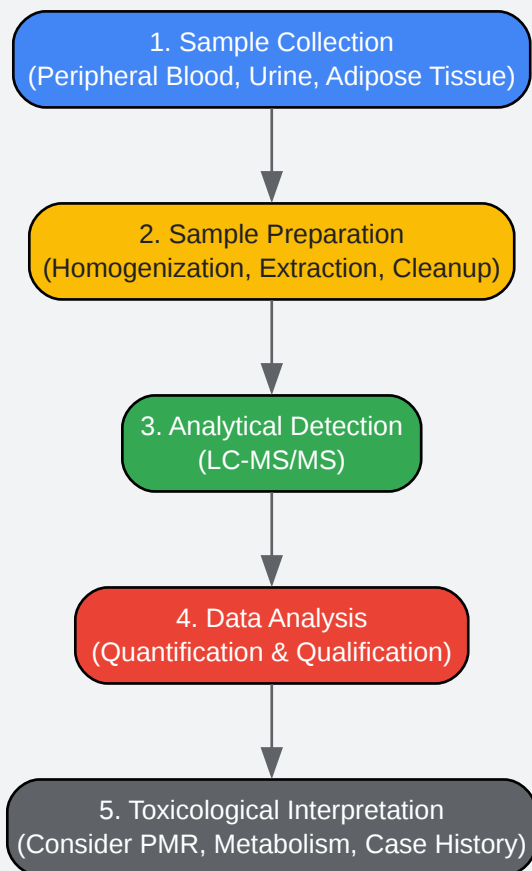 1. Sample Collection
(Peripheral Blood, Urine, Adipose Tissue)
2. Sample Preparation
(Homogenization, Extraction, Cleanup)
3. Analytical Detection
(LC-MS/MS)
4. Data Analysis
(Quantification & Qualification)
5. Toxicological Interpretation
(Consider PMR, Metabolism, Case History)